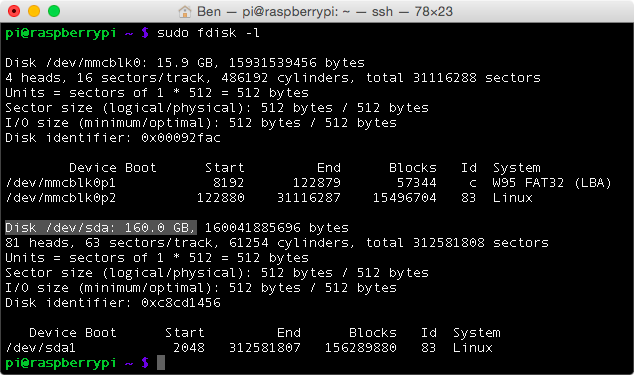 Ben — pi@raspberrypi: ~ — ssh — 78×23
pi@raspberrypi ~ $ sudo fdisk -l
Disk /dev/mmcblk0: 15.9 GB, 15931539456 bytes
4 heads, 16 sectors/track, 486192 cylinders, total 31116288 sectors
Units = sectors of 1 * 512 = 512 bytes
Sector size (logical/physical): 512 bytes / 512 bytes
I/O size (minimum/optimal): 512 bytes / 512 bytes
Disk identifier: 0x00092fac
Device Boot Start End Blocks Id System
/dev/mmcblk0p1 8192 122879 57344 c W95 FAT32 (LBA)
/dev/mmcblk0p2 122880 31116287 15496704 83 Linux
Disk /dev/sda: 160.0 GB, 160041885696 bytes
81 heads, 63 sectors/track, 61254 cylinders, total 312581808 sectors
Units = sectors of 1 * 512 = 512 bytes
Sector size (logical/physical): 512 bytes / 512 bytes
I/O size (minimum/optimal): 512 bytes / 512 bytes
Disk identifier: 0xc8cd1456
Device Boot Start End Blocks Id System
/dev/sda1 2048 312581807 156289880 83 Linux
pi@raspberrypi ~ $